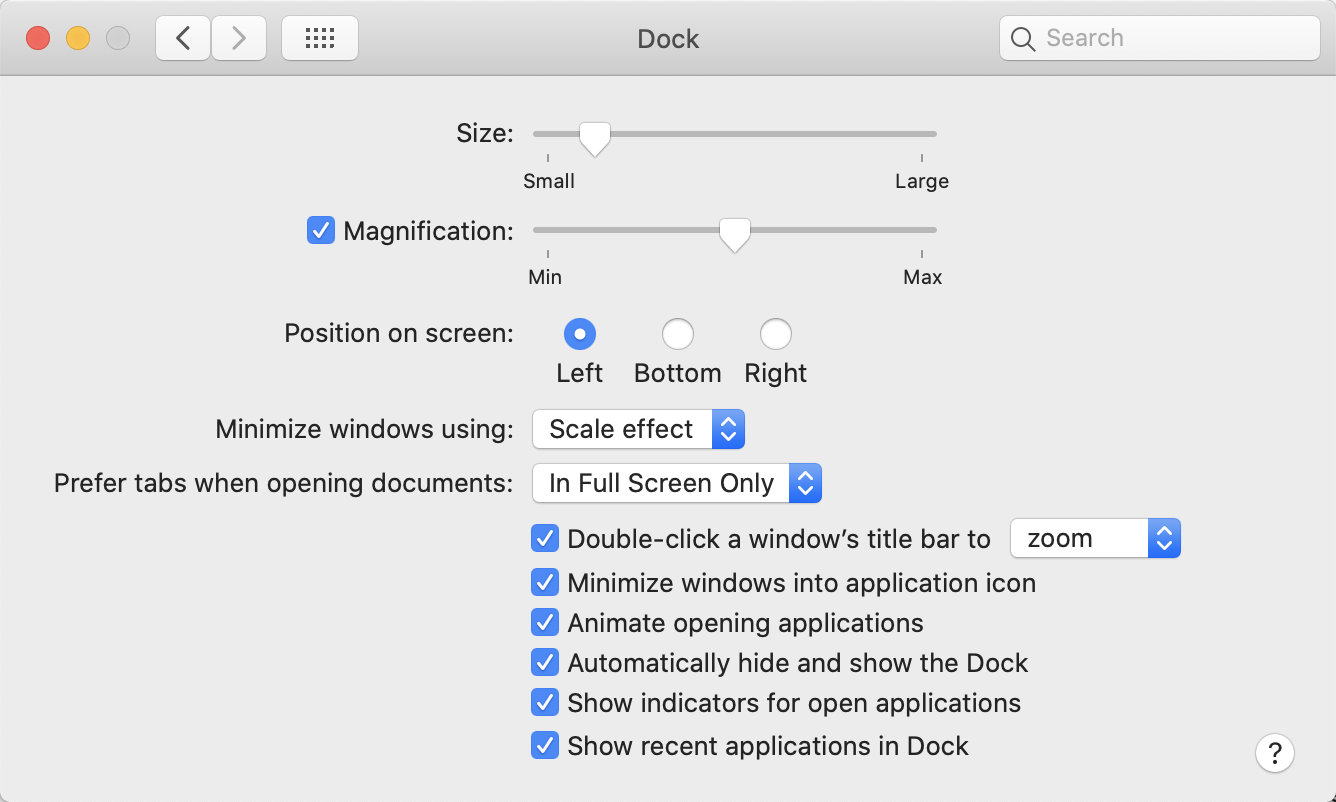 Dock
Search
Size:
Small Large
Magnification:
Min Max
Position on screen:
Left Bottom Right
Minimize windows using: Scale effect
Prefer tabs when opening documents: In Full Screen Only
Double-click a window’s title bar to zoom
Minimize windows into application icon
Animate opening applications
Automatically hide and show the Dock
Show indicators for open applications
Show recent applications in Dock
?